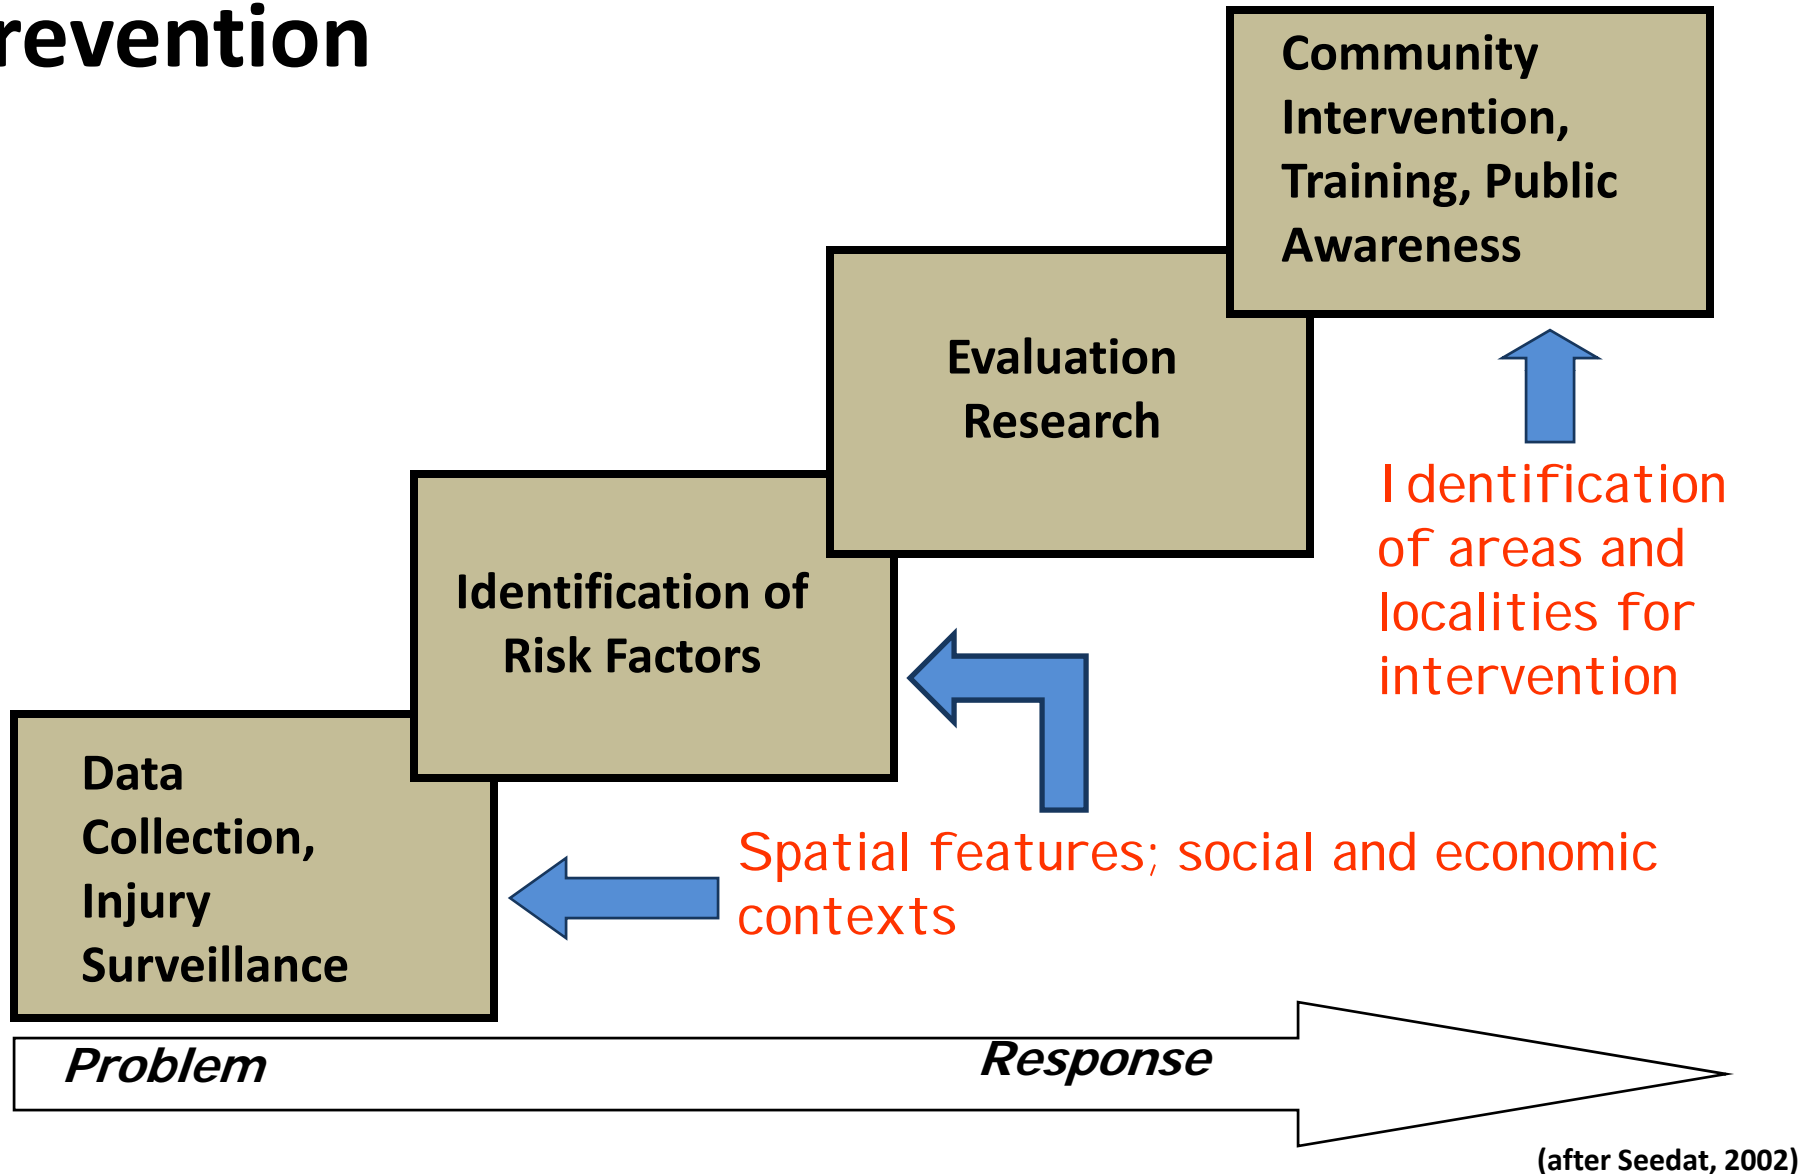 revention
Community
Intervention,
Training, Public
Awareness
Evaluation
Research
Identification
of areas and
localities for
intervention
Identification of
Risk Factors
Data
Collection,
Injury
Surveillance
Spatial features; social and economic
contexts
Problem
Response
(after Seedat, 2002)